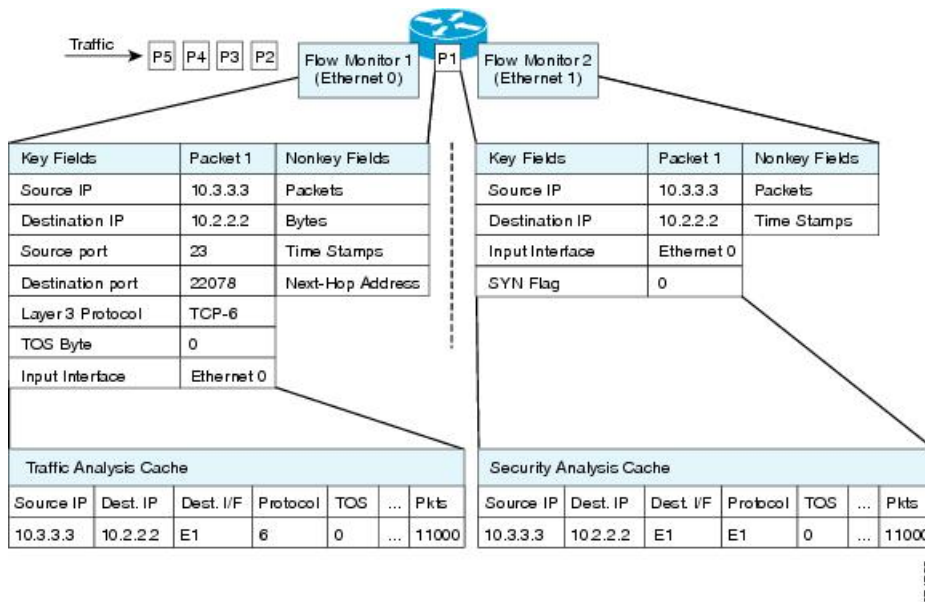 Traffic
P5 P4 P3 P2
Flow Monitor 1
(Ethernet 0)
P1
Flow Monitor 2
(Ethernet 1)
Key Fields Packet 1 Nonkey Fields
Source IP 10.3.3.3 Packets
Destination IP 10.2.2.2 Bytes
Source port 23 Time Stamps
Destination port 22078 Next-Hop Address
Layer 3 Protocol TCP-6
TOS Byte 0
Input Interface Ethernet 0
Key Fields Packet 1 Nonkey Fields
Source IP 10.3.3.3 Packets
Destination IP 10.2.2.2 Time Stamps
Input Interface Ethernet 0
SYN Flag 0
Traffic Analysis Cache
Source IP Dest. IP Dest. I/F Protocol TOS ... Pkts
10.3.3.3 10.2.2.2 E1 6 0 ... 11000
Security Analysis Cache
Source IP Dest. IP Dest. I/F Protocol TOS ... Pkts
10.3.3.3 10.2.2.2 E1 E1 0 ... 11000